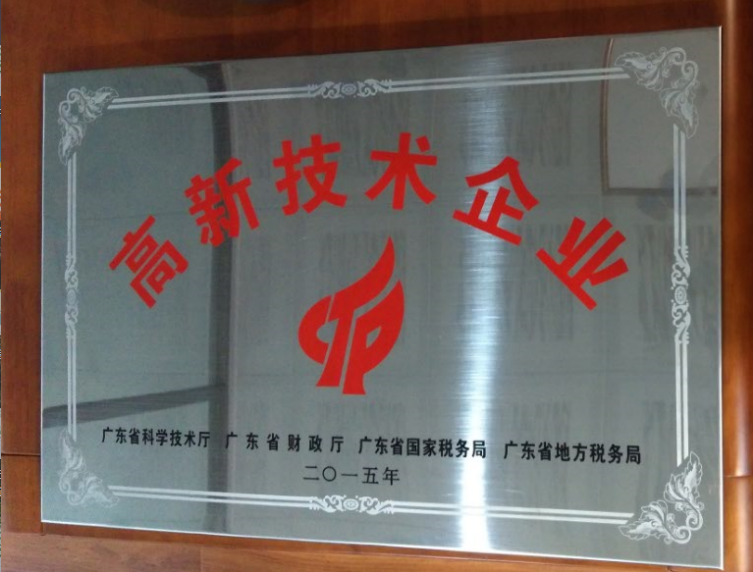 高新技术企业
广东省科学技术厅 广东省财政厅 广东省国家税务局 广东省地方税务局
二〇一五年